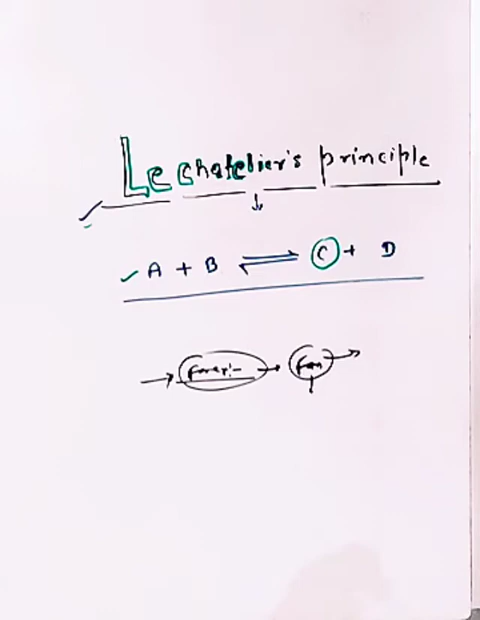 Le chatelier's principle
A + B ⇌ C + D